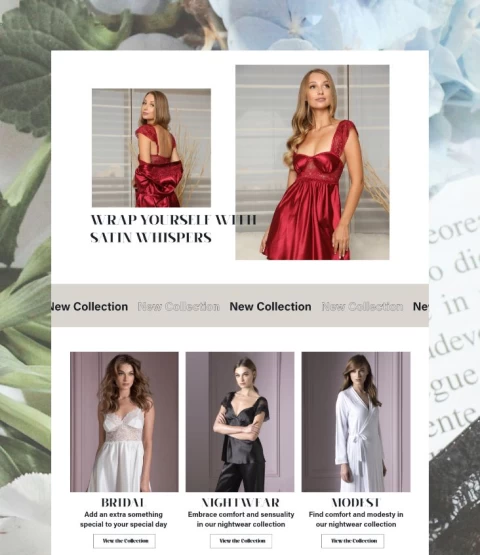 WRAP YOURSELF WITH
SATIN WHISPERS
New Collection New Collection New Collection New Collection Ne
BRIDAL
Add an extra something
special to your special day
View the Collection
NIGHTWEAR
Embrace comfort and sensuality
in our nightwear collection
View the Collection
MODEST
Find comfort and modesty in
our nightwear collection
View the Collection
o di
in
gue
ente